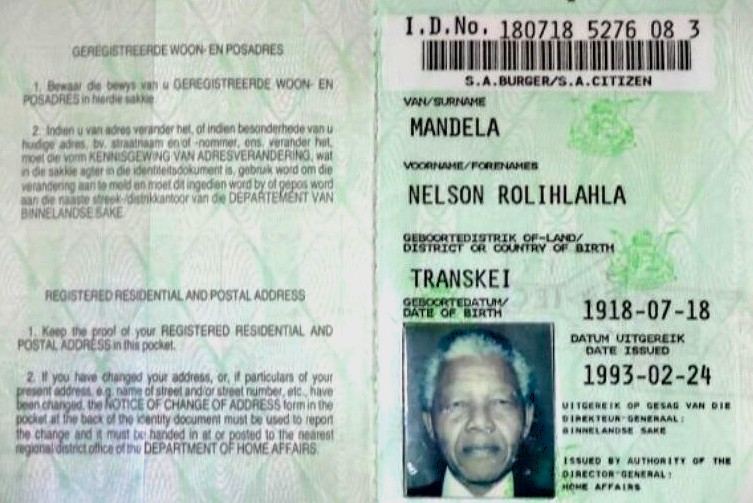 GEREGISTREERDE WOON- EN POSADRES
1. Bewaar die bewys van u GEREGISTREERDE WOON- EN
POSADRES in hierdie sakkie.
2. Indien u van adres verander het, of indien besonderhede van u
huidige adres, bv. straatnaam en/of -nommer, ens. verander het,
moet die vorm KENNISGEWING VAN ADRESVERANDERING, wat
in die sakkie agter in die identiteitsdokument is, gebruik word om die
verandering aan te meld en moet dit ingedien word by of gepos word
aan die naaste streek-/distrikkantoor van die DEPARTEMENT VAN
BINNELANDSE SAKE.
REGISTERED RESIDENTIAL AND POSTAL ADDRESS
1. Keep the proof of your REGISTERED RESIDENTIAL AND
POSTAL ADDRESS in this pocket.
2. If you have changed your address, or, if particulars of your
present address, e.g. name of street and/or street number, etc., have
been changed, the NOTICE OF CHANGE OF ADDRESS form in the
pocket at the back of the identity document must be used to report
the change and it must be handed in at or posted to the nearest
regional/district office of the DEPARTMENT OF HOME AFFAIRS.
I.D.No. 180718 5276 08 3
S.A.BURGER/S.A.CITIZEN
VAN/SURNAME
MANDELA
VOORNAME/FORENAMES
NELSON ROLIHLAHLA
GEBOORTEDISTRIK OF-LAND/
DISTRICT OR COUNTRY OF BIRTH
TRANSKEI
GEBOORTEDATUM/
DATE OF BIRTH
1918-07-18
DATUM UITGEREIK
DATE ISSUED
1993-02-24
UITGEREIK OP GESAG VAN DIE
DIREKTEUR-GENERAAL:
BINNELANDSE SAKE
ISSUED BY AUTHORITY OF THE
DIRECTOR-GENERAL:
HOME AFFAIRS